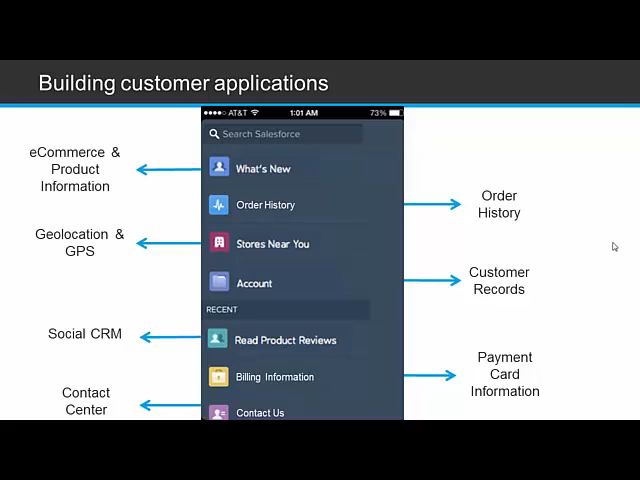 Building customer applications
AT&T 1:01 AM 73%
Search Salesforce
eCommerce &
Product
Information
What's New
Order History
Order
History
Geolocation &
GPS
Stores Near You
Account
Customer
Records
RECENT
Social CRM
Read Product Reviews
Billing Information
Payment
Card
Information
Contact
Center
Contact Us